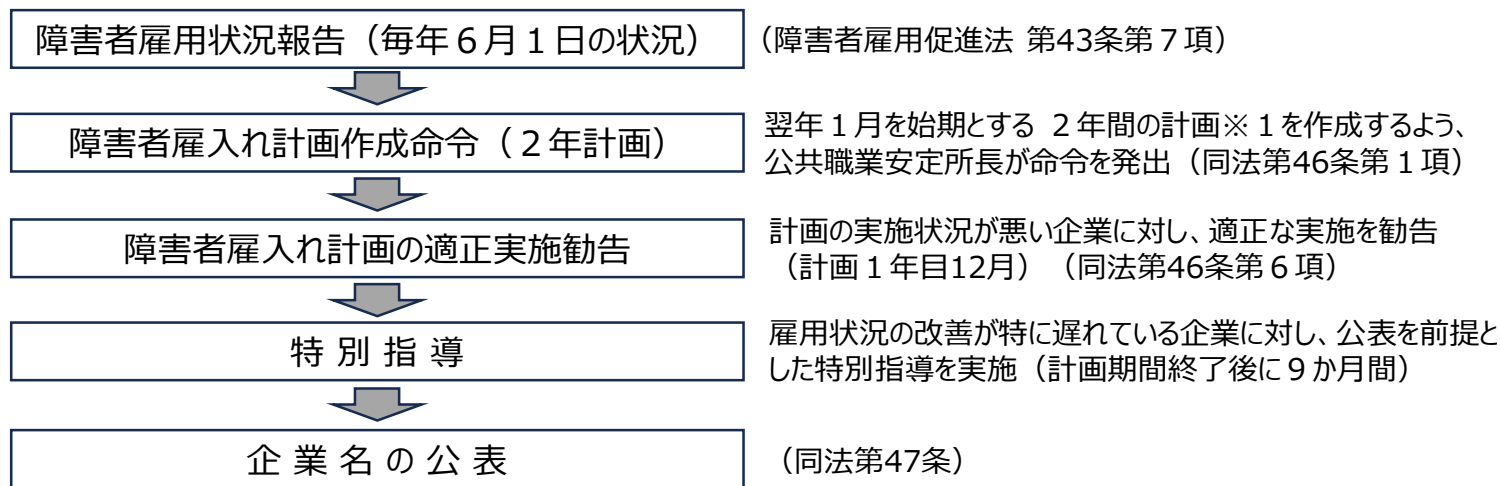 障害者雇用状況報告（毎年６月１日の状況）
（障害者雇用促進法 第43条第７項）
障害者雇入れ計画作成命令（２年計画）
翌年１月を始期とする ２年間の計画※１を作成するよう、
公共職業安定所長が命令を発出（同法第46条第１項）
障害者雇入れ計画の適正実施勧告
計画の実施状況が悪い企業に対し、適正な実施を勧告
（計画１年目12月）（同法第46条第６項）
特 別 指 導
雇用状況の改善が特に遅れている企業に対し、公表を前提と
した特別指導を実施（計画期間終了後に９か月間）
企 業 名 の 公 表
（同法第47条）